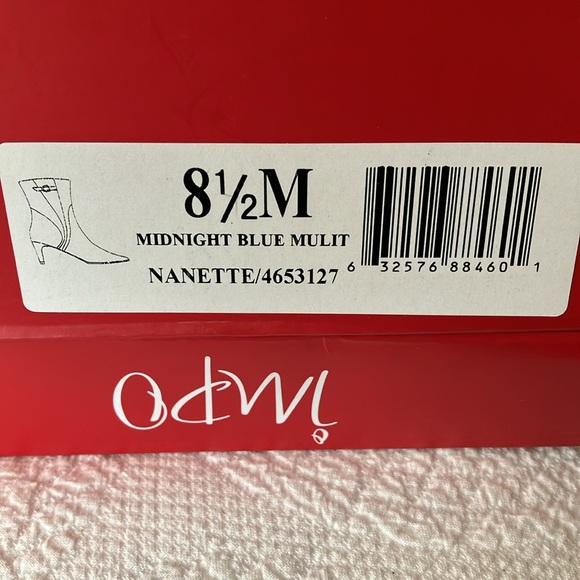 8½M
MIDNIGHT BLUE MULIT
NANETTE/4653127
6 32576 88460 1
impo